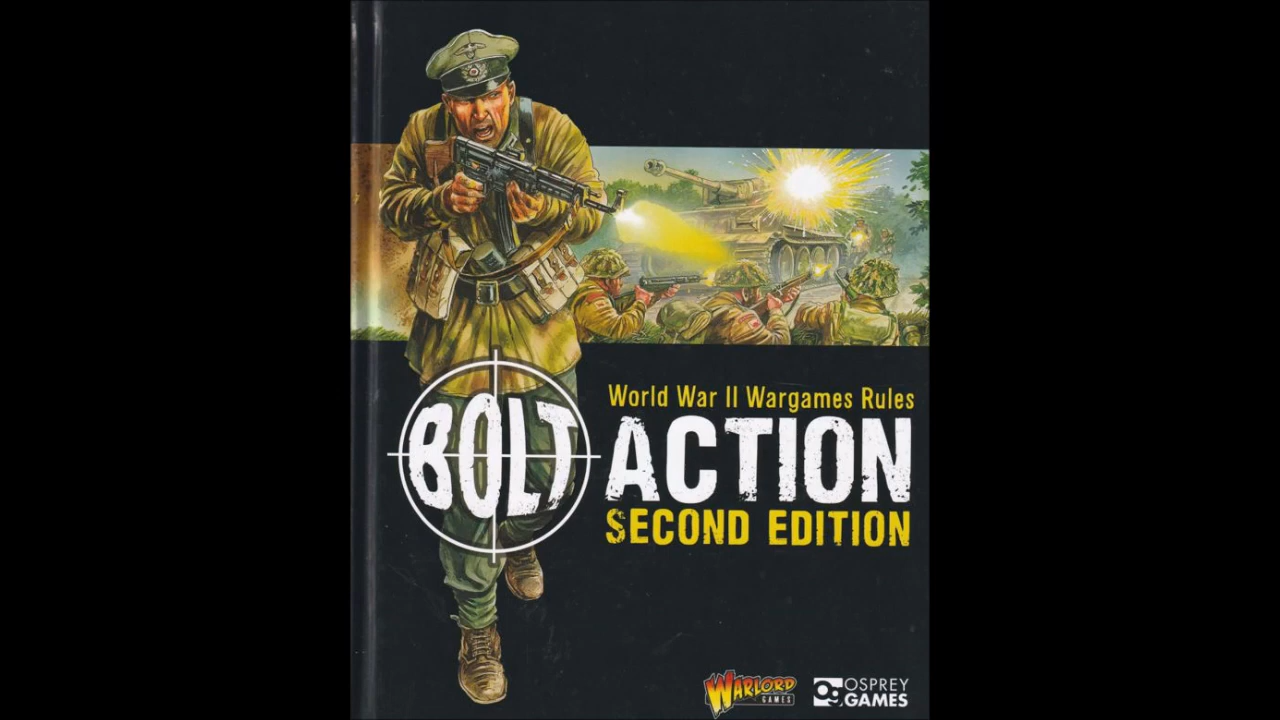 World War II Wargames Rules
BOLT ACTION
SECOND EDITION
WARLORD GAMES
OSPREY GAMES